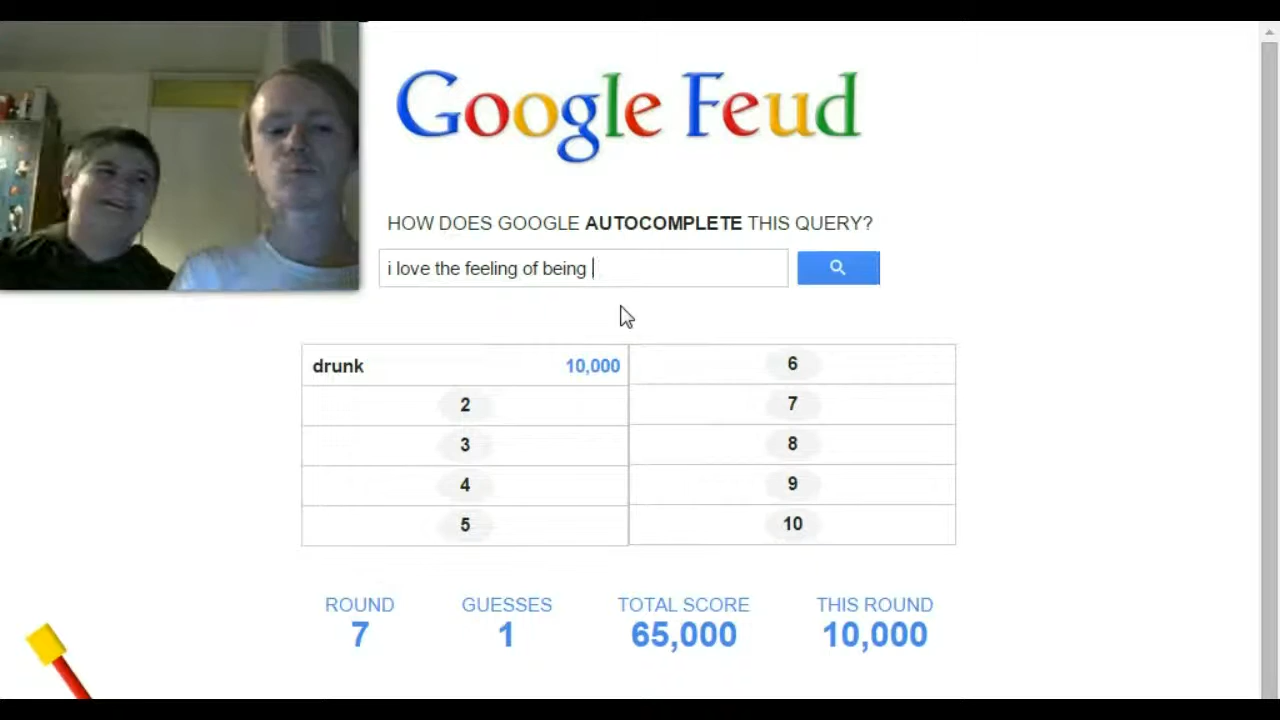 Google Feud
HOW DOES GOOGLE AUTOCOMPLETE THIS QUERY?
i love the feeling of being
drunk 10,000
2
3
4
5
6
7
8
9
10
ROUND GUESSES TOTAL SCORE THIS ROUND
7 1 65,000 10,000